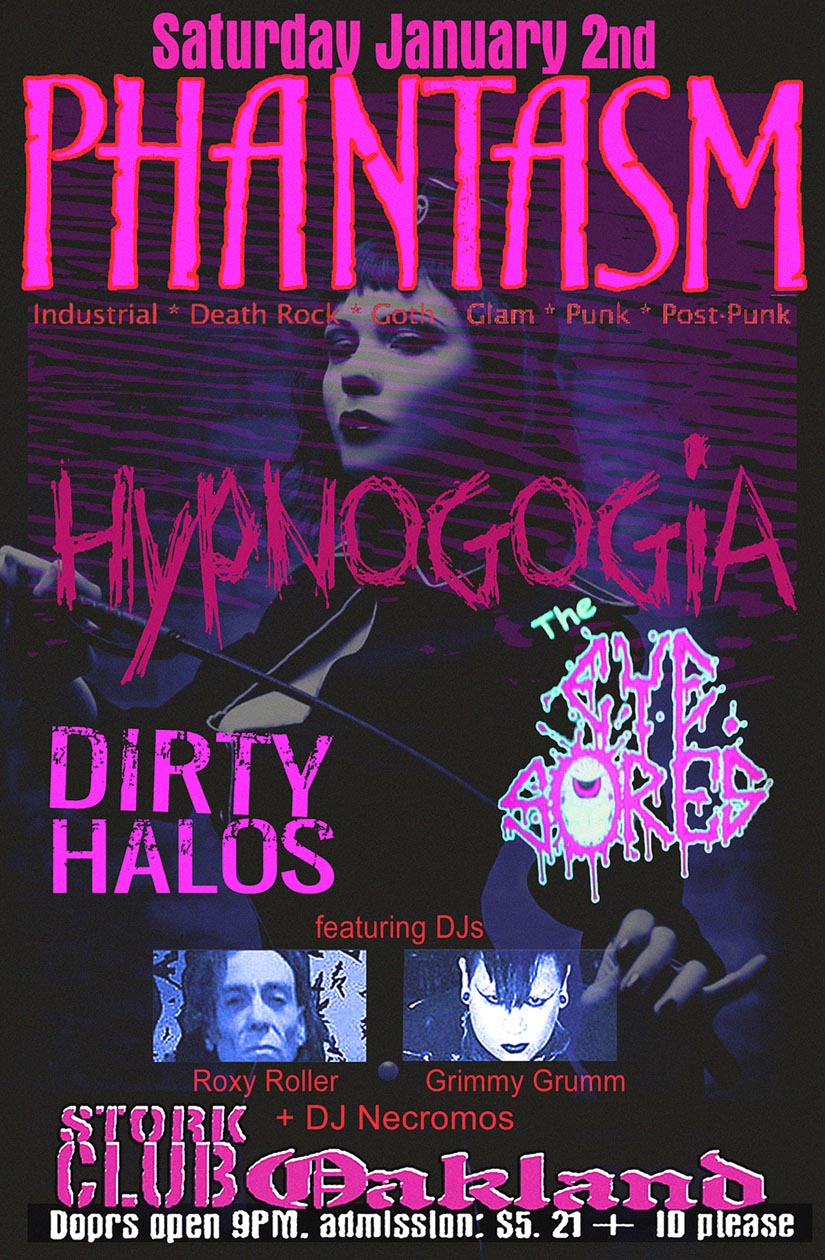 Saturday January 2nd
PHANTASM
Industrial * Death Rock * Goth * Glam * Punk * Post-Punk
HypNOGOGiA
The
E.Y.E.
SORES
DIRTY
HALOS
featuring DJs
Roxy Roller
Grimmy Grumm
+ DJ Necromos
STORK
CLUB Oakland
Doors open 9PM. admission: $5. 21 + ID please